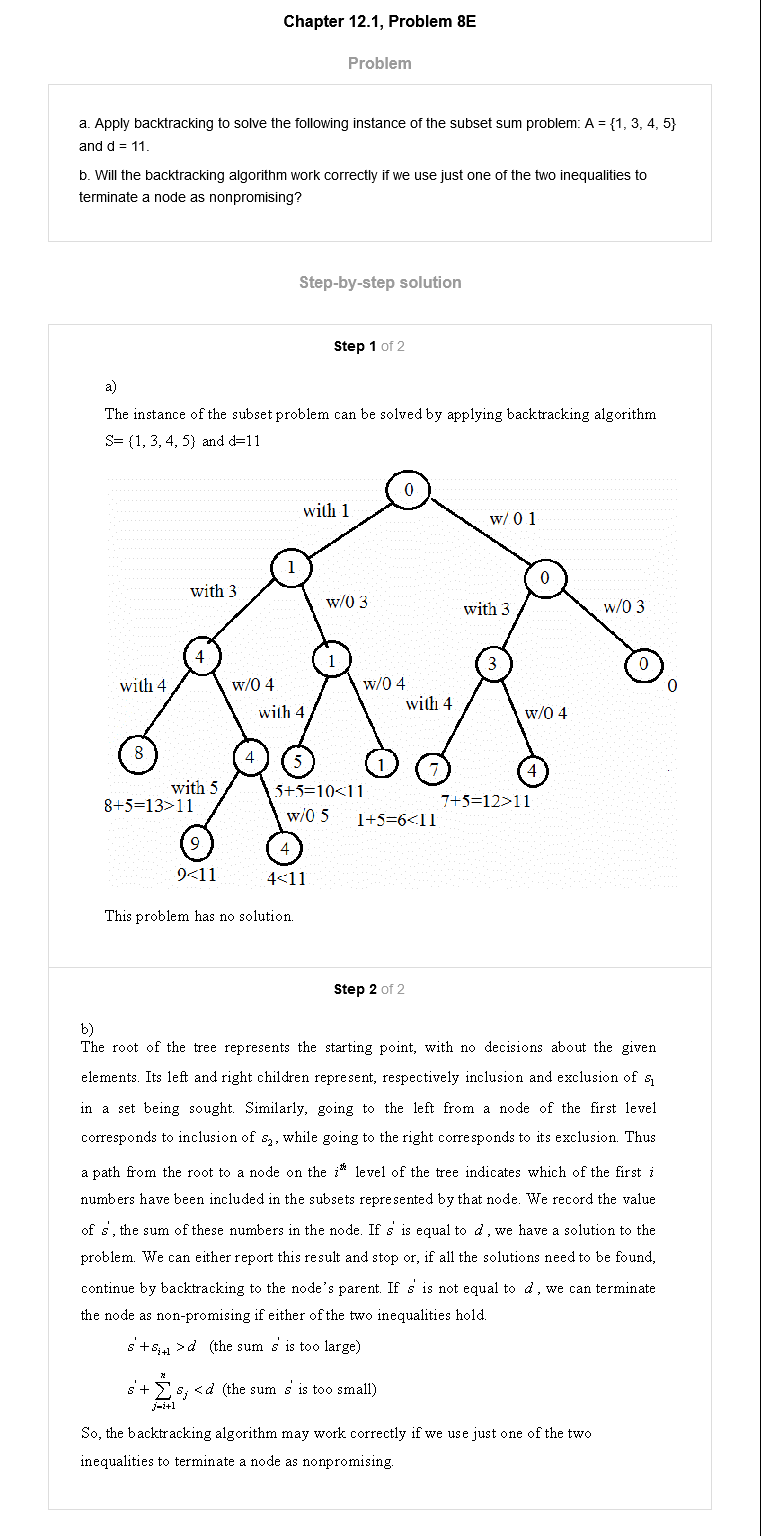 Chapter 12.1, Problem 8E
Problem
a. Apply backtracking to solve the following instance of the subset sum problem: A = {1, 3, 4, 5}
and d = 11.
b. Will the backtracking algorithm work correctly if we use just one of the two inequalities to
terminate a node as nonpromising?
Step-by-step solution
Step 1 of 2
a)
The instance of the subset problem can be solved by applying backtracking algorithm
S= {1, 3, 4, 5} and d=11
0
with 1
w/ 0 1
1
0
with 3
w/0 3
with 3
w/0 3
4
1
3
0
with 4
w/0 4
with 4
w/0 4
with 4
w/0 4
0
8
4
5
1
7
4
with 5
8+5=13>11
5+5=10<11
w/0 5
1+5=6<11
7+5=12>11
9
4
9<11
4<11
This problem has no solution.
Step 2 of 2
b)
The root of the tree represents the starting point, with no decisions about the given
elements. Its left and right children represent, respectively inclusion and exclusion of s₁
in a set being sought. Similarly, going to the left from a node of the first level
corresponds to inclusion of s₂, while going to the right corresponds to its exclusion. Thus
a path from the root to a node on the iᵗʰ level of the tree indicates which of the first i
numbers have been included in the subsets represented by that node. We record the value
of s', the sum of these numbers in the node. If s' is equal to d, we have a solution to the
problem. We can either report this result and stop or, if all the solutions need to be found,
continue by backtracking to the node's parent. If s' is not equal to d, we can terminate
the node as non-promising if either of the two inequalities hold.
s'+sᵢ₊₁ >d (the sum s' is too large)
s'+ ∑ⁿⱼ₌ᵢ₊₁ sⱼ <d (the sum s' is too small)
So, the backtracking algorithm may work correctly if we use just one of the two
inequalities to terminate a node as nonpromising.